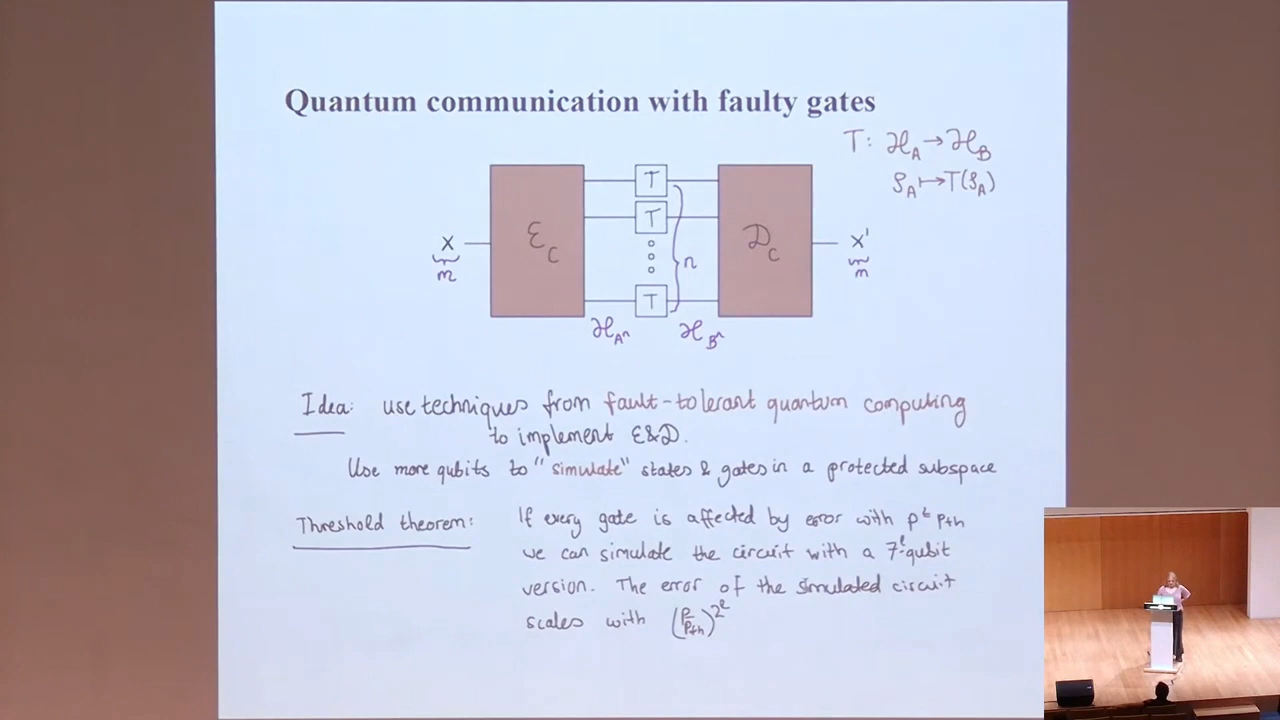 Quantum communication with faulty gates
T: ℋ_A → ℋ_B
ρ_A ↦ T(ρ_A)
T
T
T
x
m
ℰ_C
n
𝒟_C
x'
m
ℋ_Aⁿ
ℋ_Bⁿ
Idea: use techniques from fault-tolerant quantum computing
to implement ℰ&𝒟.
Use more qubits to "simulate" states & gates in a protected subspace
Threshold theorem: If every gate is affected by error with p ≤ p_th
we can simulate the circuit with a 7^ℓ-qubit
version. The error of the simulated circuit
scales with (p/p_th)^2^ℓ